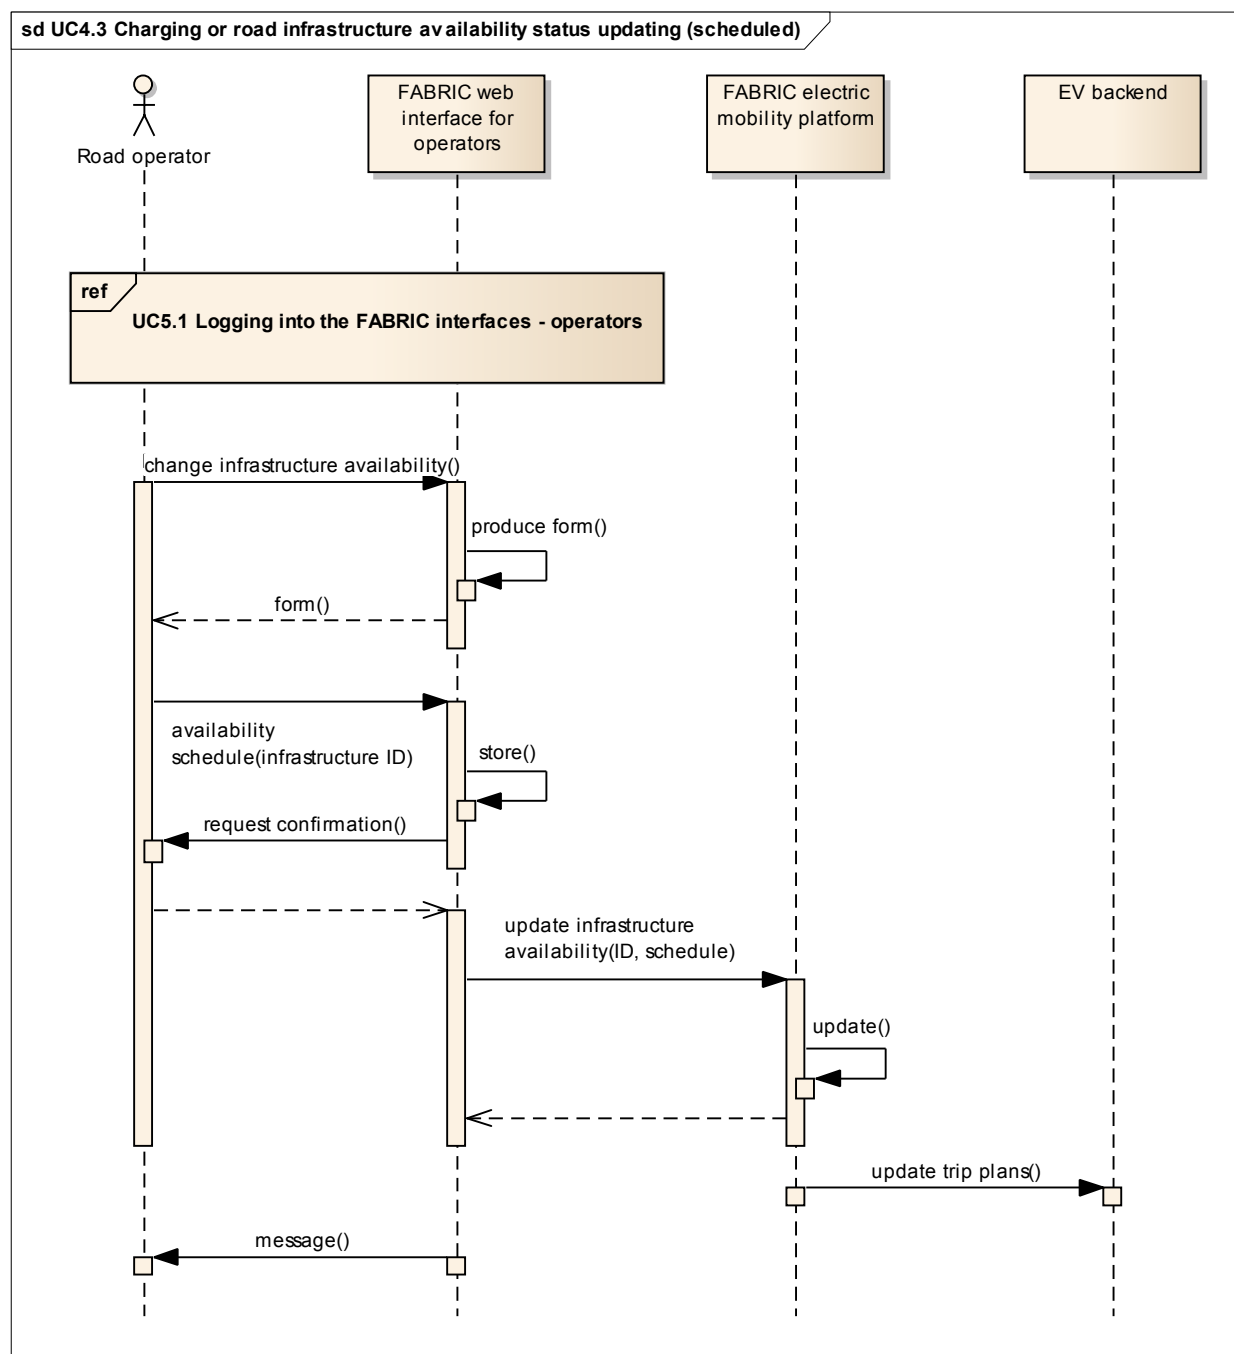 sd UC4.3 Charging or road infrastructure availability status updating (scheduled)
Road operator
FABRIC web
interface for
operators
FABRIC electric
mobility platform
EV backend
ref
UC5.1 Logging into the FABRIC interfaces - operators
change infrastructure availability()
produce form()
form()
availability
schedule(infrastructure ID)
store()
request confirmation()
update infrastructure
availability(ID, schedule)
update()
update trip plans()
message()